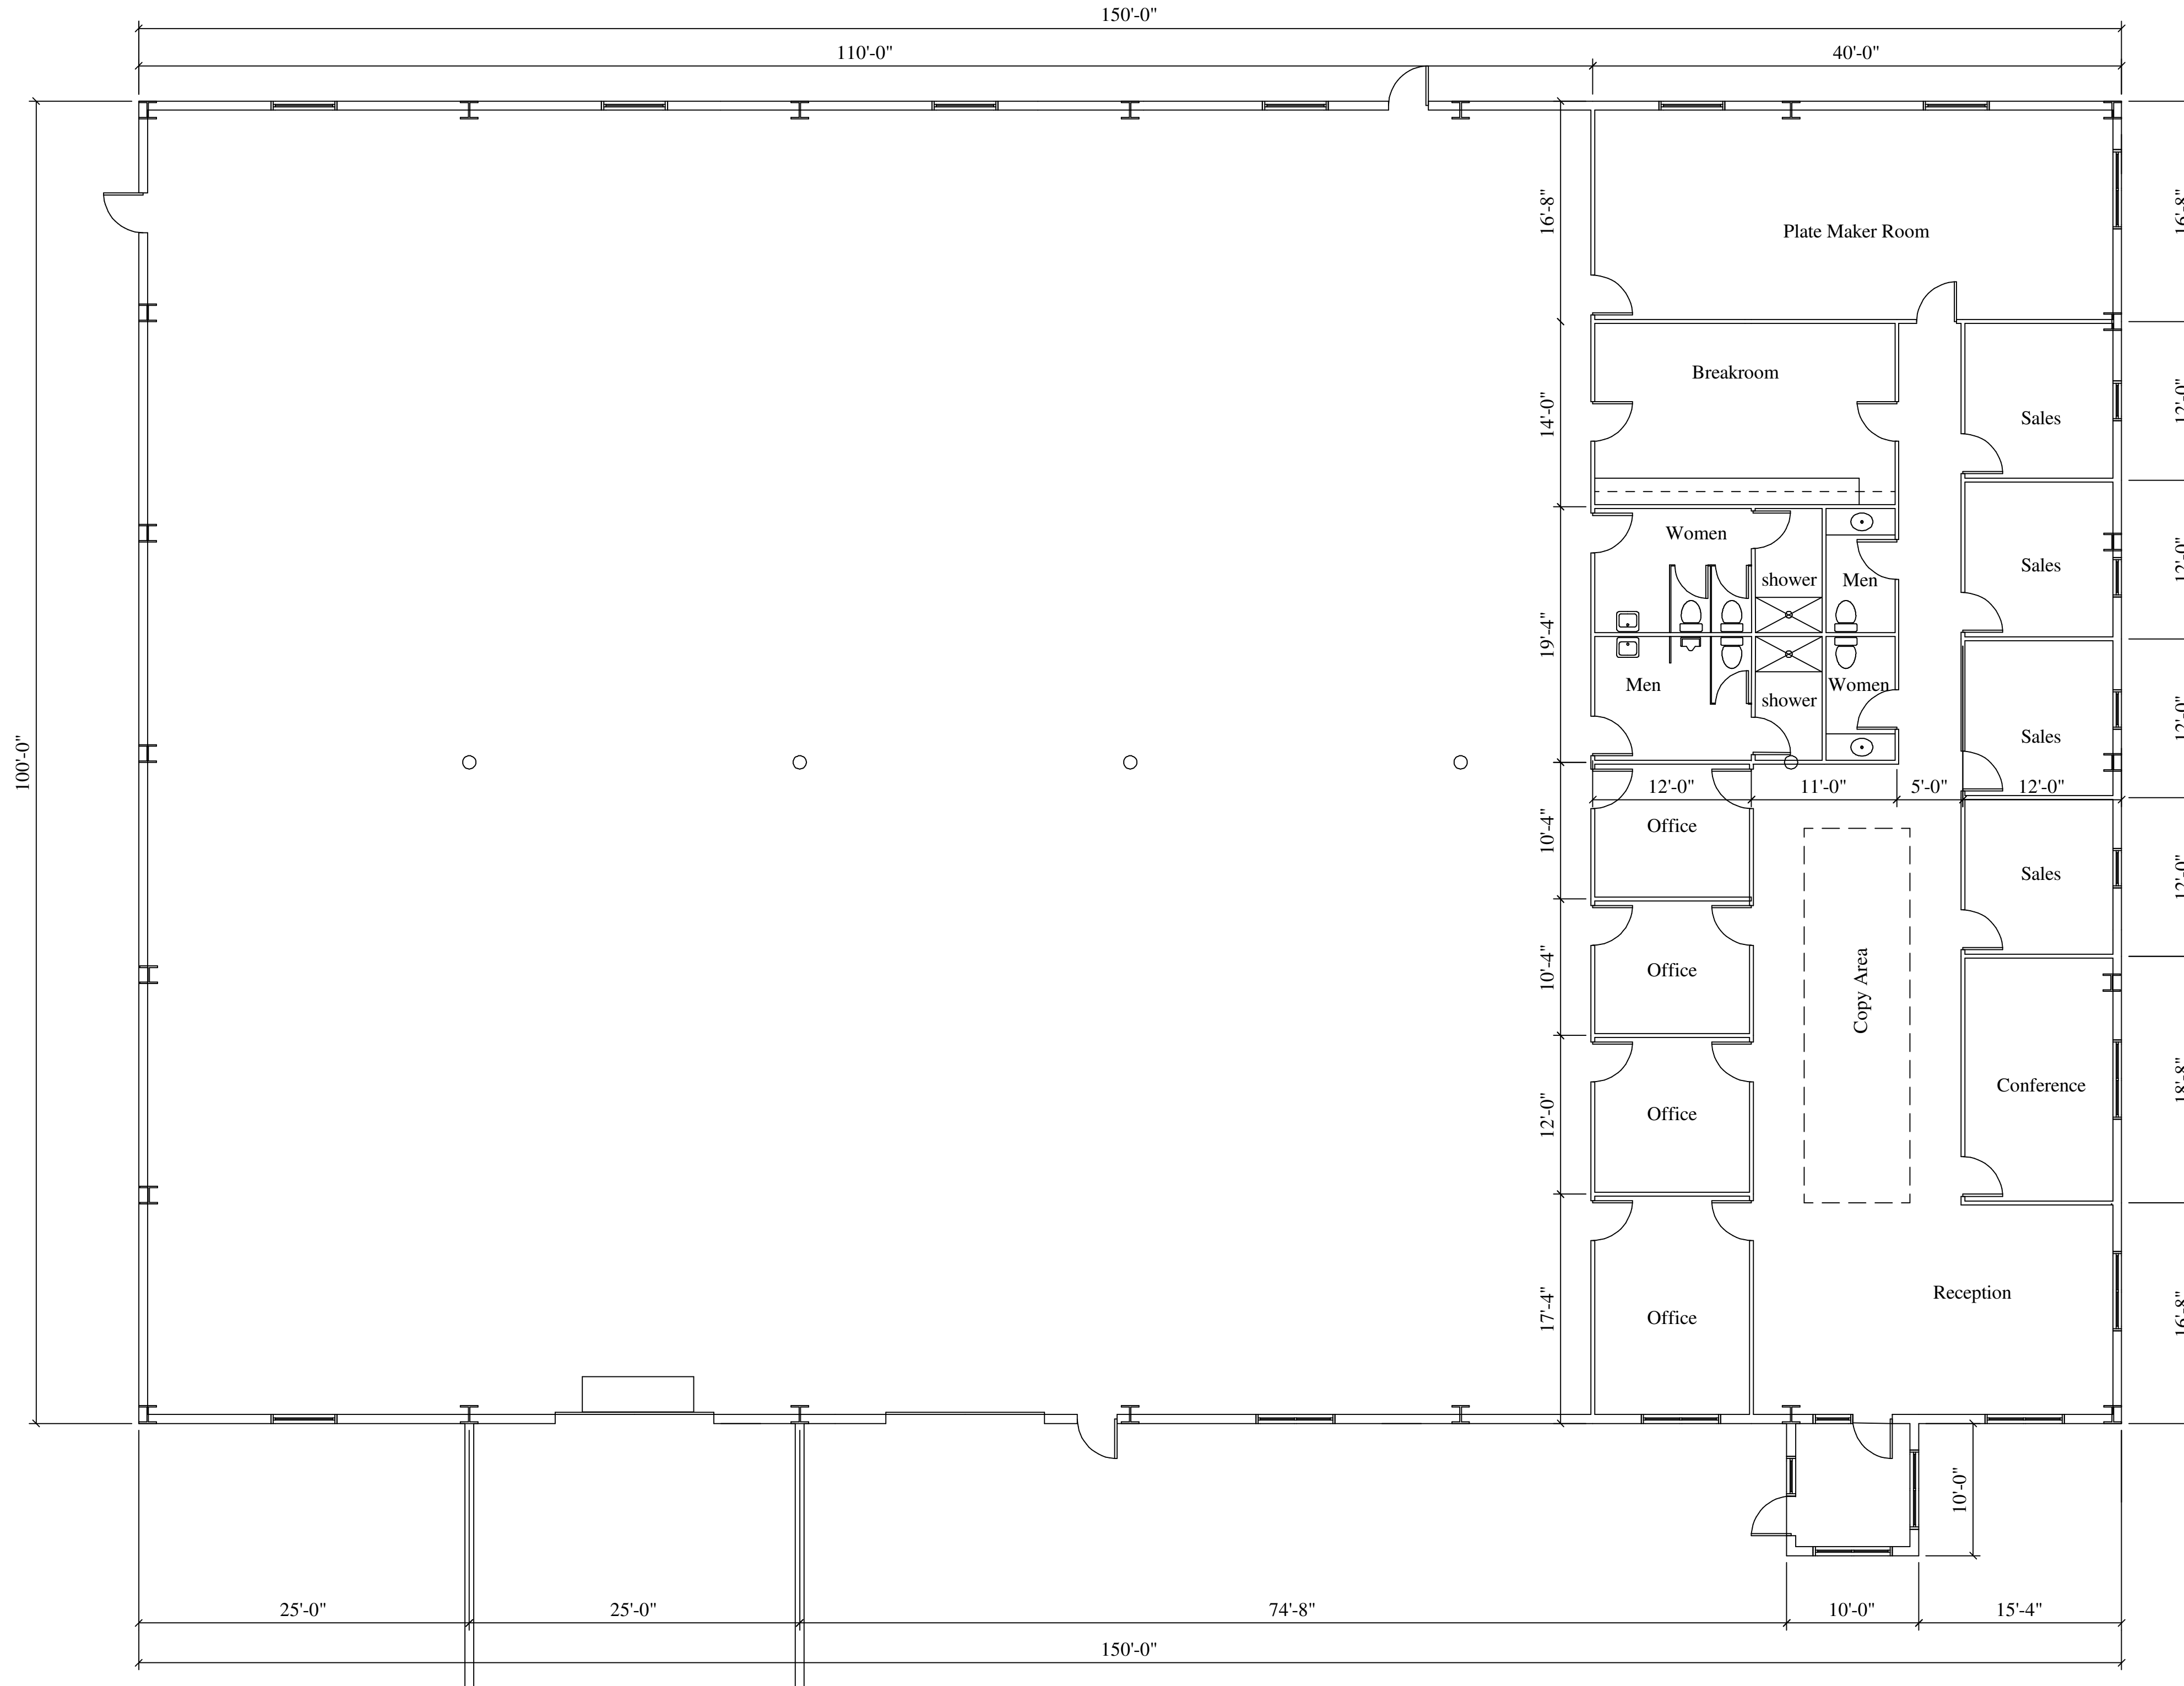 150'-0"
110'-0"
40'-0"
16'-8"
16'-8"
Plate Maker Room
Breakroom
14'-0"
12'-0"
Sales
Women
shower
Men
12'-0"
Sales
19'-4"
Men
shower
Women
12'-0"
Sales
100'-0"
12'-0"
11'-0"
5'-0"
12'-0"
10'-4"
Office
Sales
12'-0"
10'-4"
Office
Copy Area
Conference
18'-8"
12'-0"
Office
Reception
17'-4"
Office
16'-8"
10'-0"
25'-0"
25'-0"
74'-8"
10'-0"
15'-4"
150'-0"